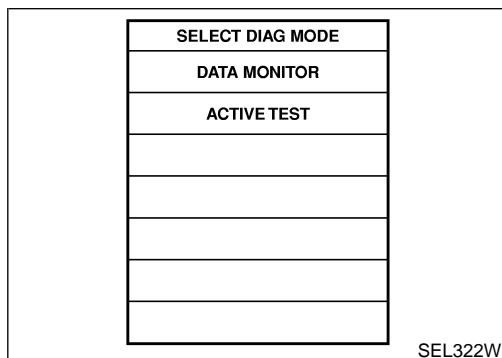 SELECT DIAG MODE
DATA MONITOR
ACTIVE TEST
SEL322W